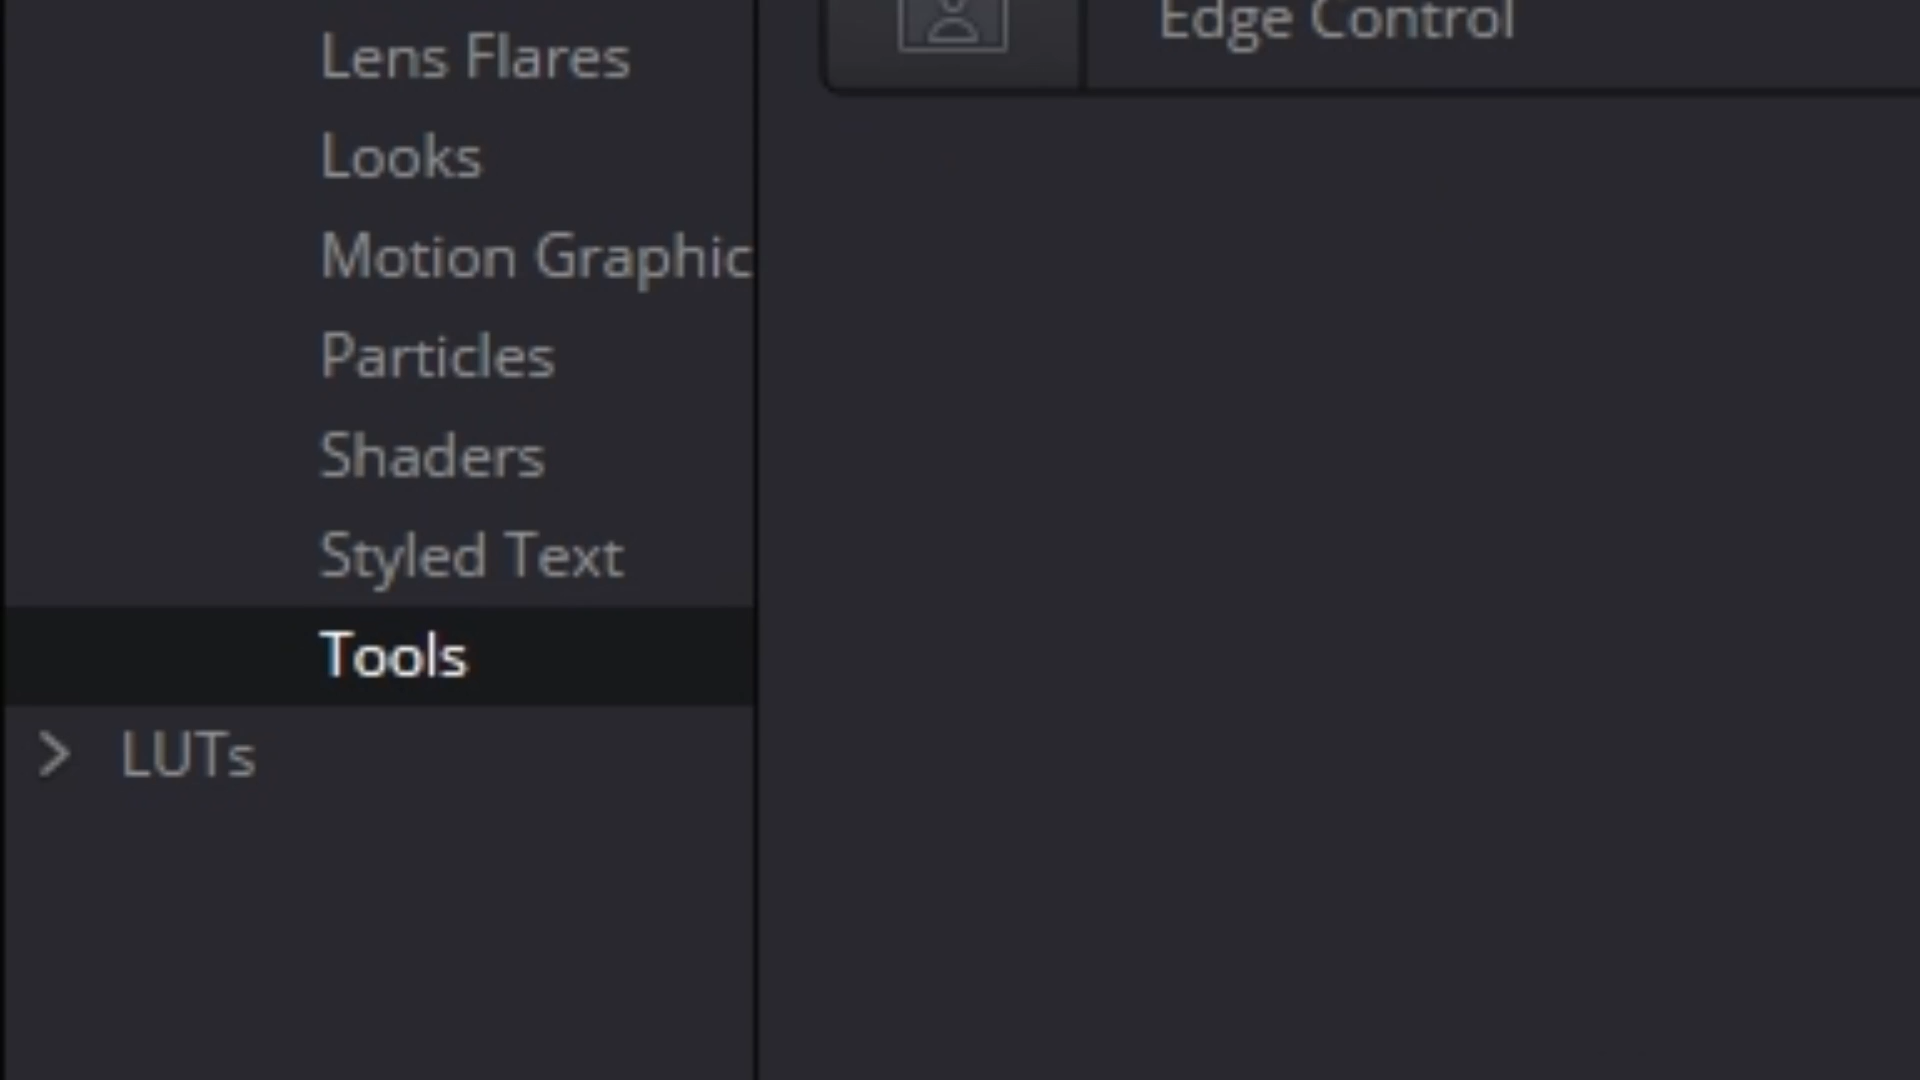 Edge Control
Lens Flares
Looks
Motion Graphic
Particles
Shaders
Styled Text
Tools
LUTs